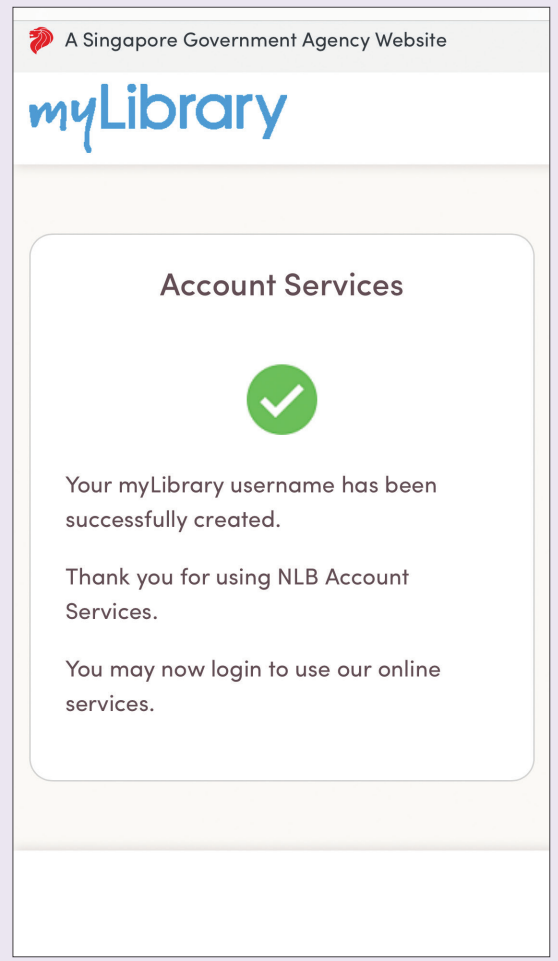 A Singapore Government Agency Website
myLibrary
Account Services
Your myLibrary username has been
successfully created.
Thank you for using NLB Account
Services.
You may now login to use our online
services.